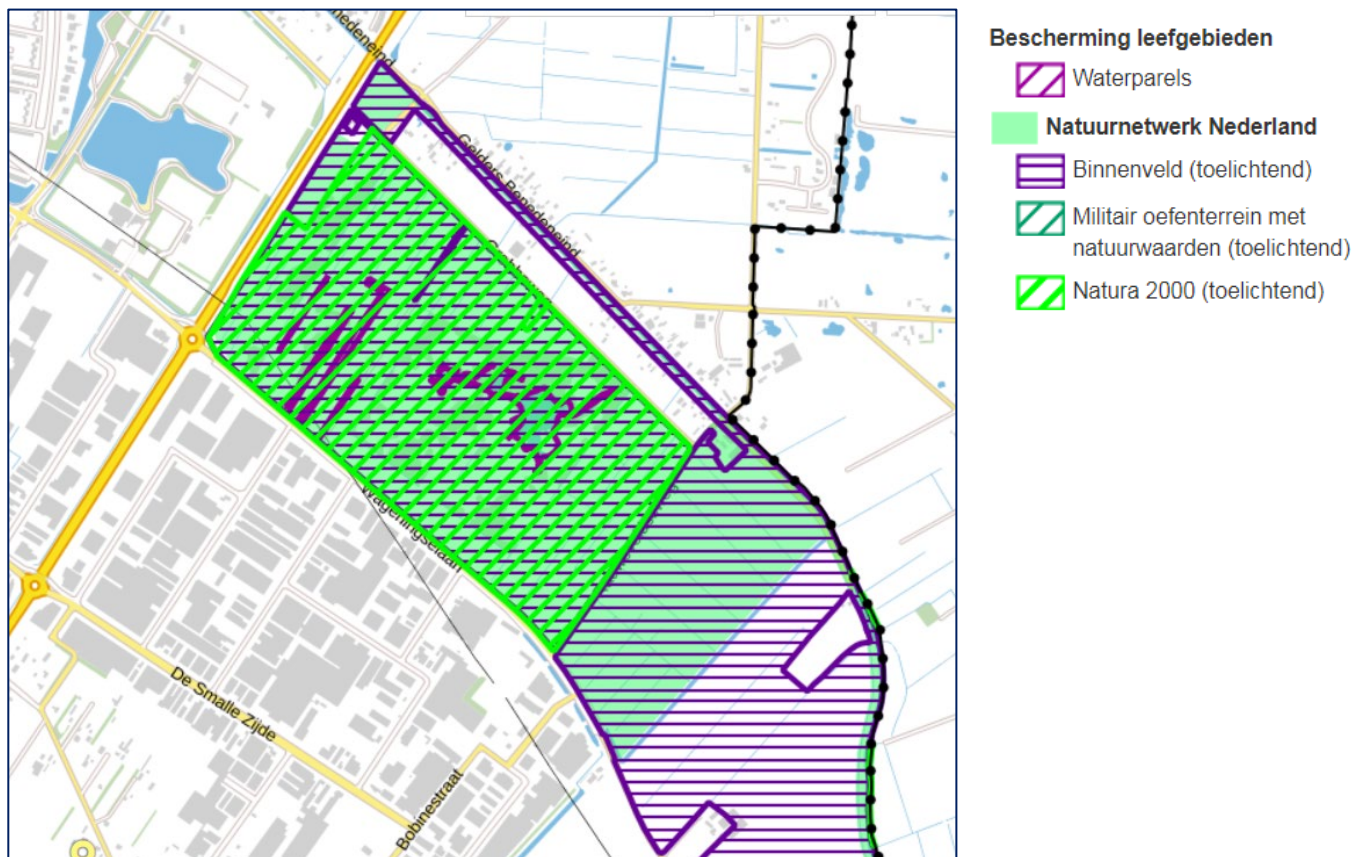 Gelders Benedeneind
Wageningselaan
De Smalle Zijde
Bobinestraat
Bescherming leefgebieden
Waterparels
Natuurnetwerk Nederland
Binnenveld (toelichtend)
Militair oefenterrein met
natuurwaarden (toelichtend)
Natura 2000 (toelichtend)